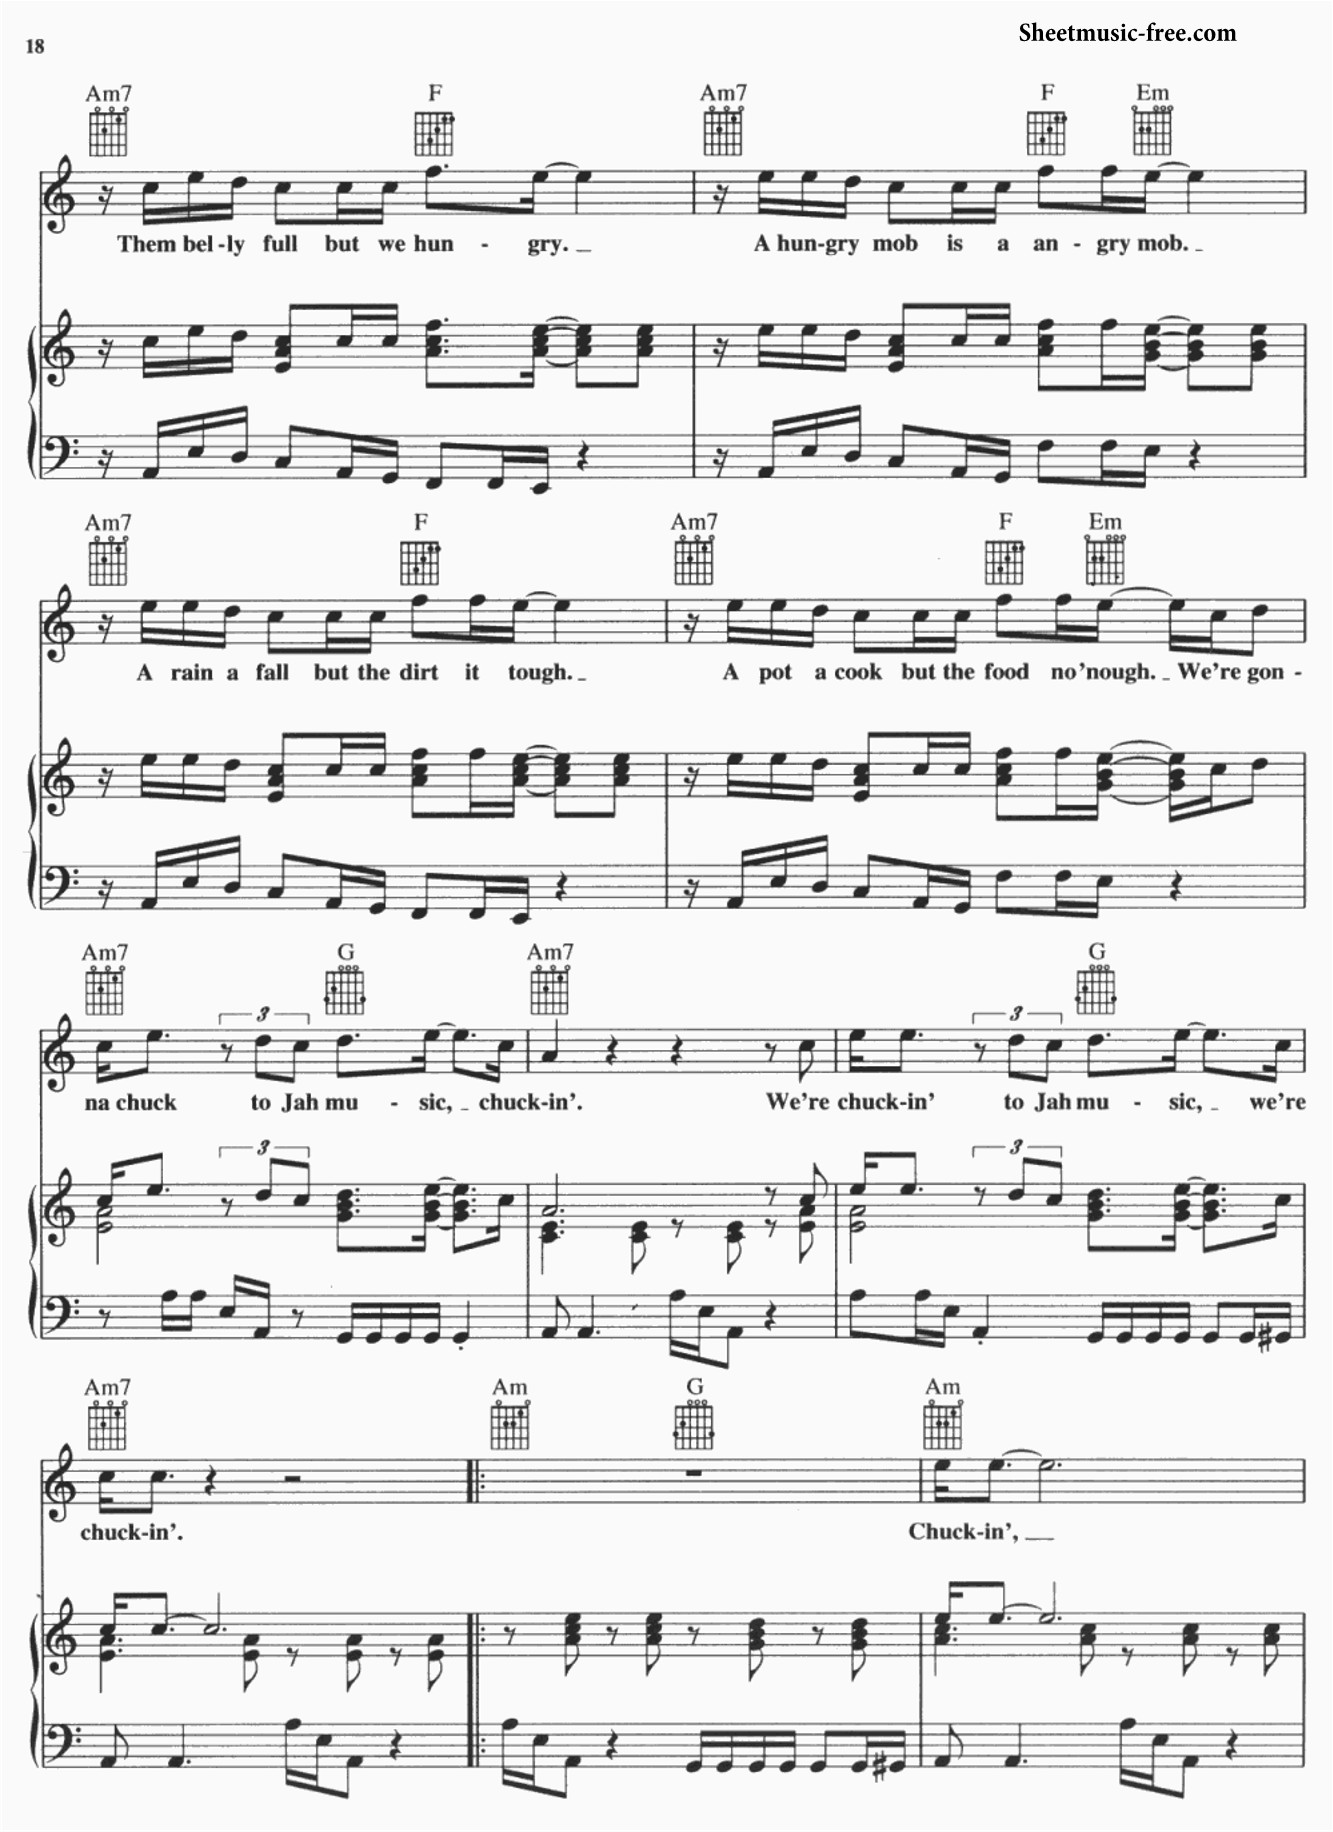 18
Sheetmusic-free.com
Am7 F Am7 F Em
Them bel - ly full but we hun - gry. _ A hun-gry mob is a an - gry mob. _
Am7 F Am7 F Em
A rain a fall but the dirt it tough. _ A pot a cook but the food no 'nough. _ We're gon -
Am7 G Am7 G
3 3
na chuck to Jah mu - sic, _ chuck-in'. We're chuck-in' to Jah mu - sic, _ we're
3 3
Am7 Am G Am
chuck-in'. Chuck-in', _